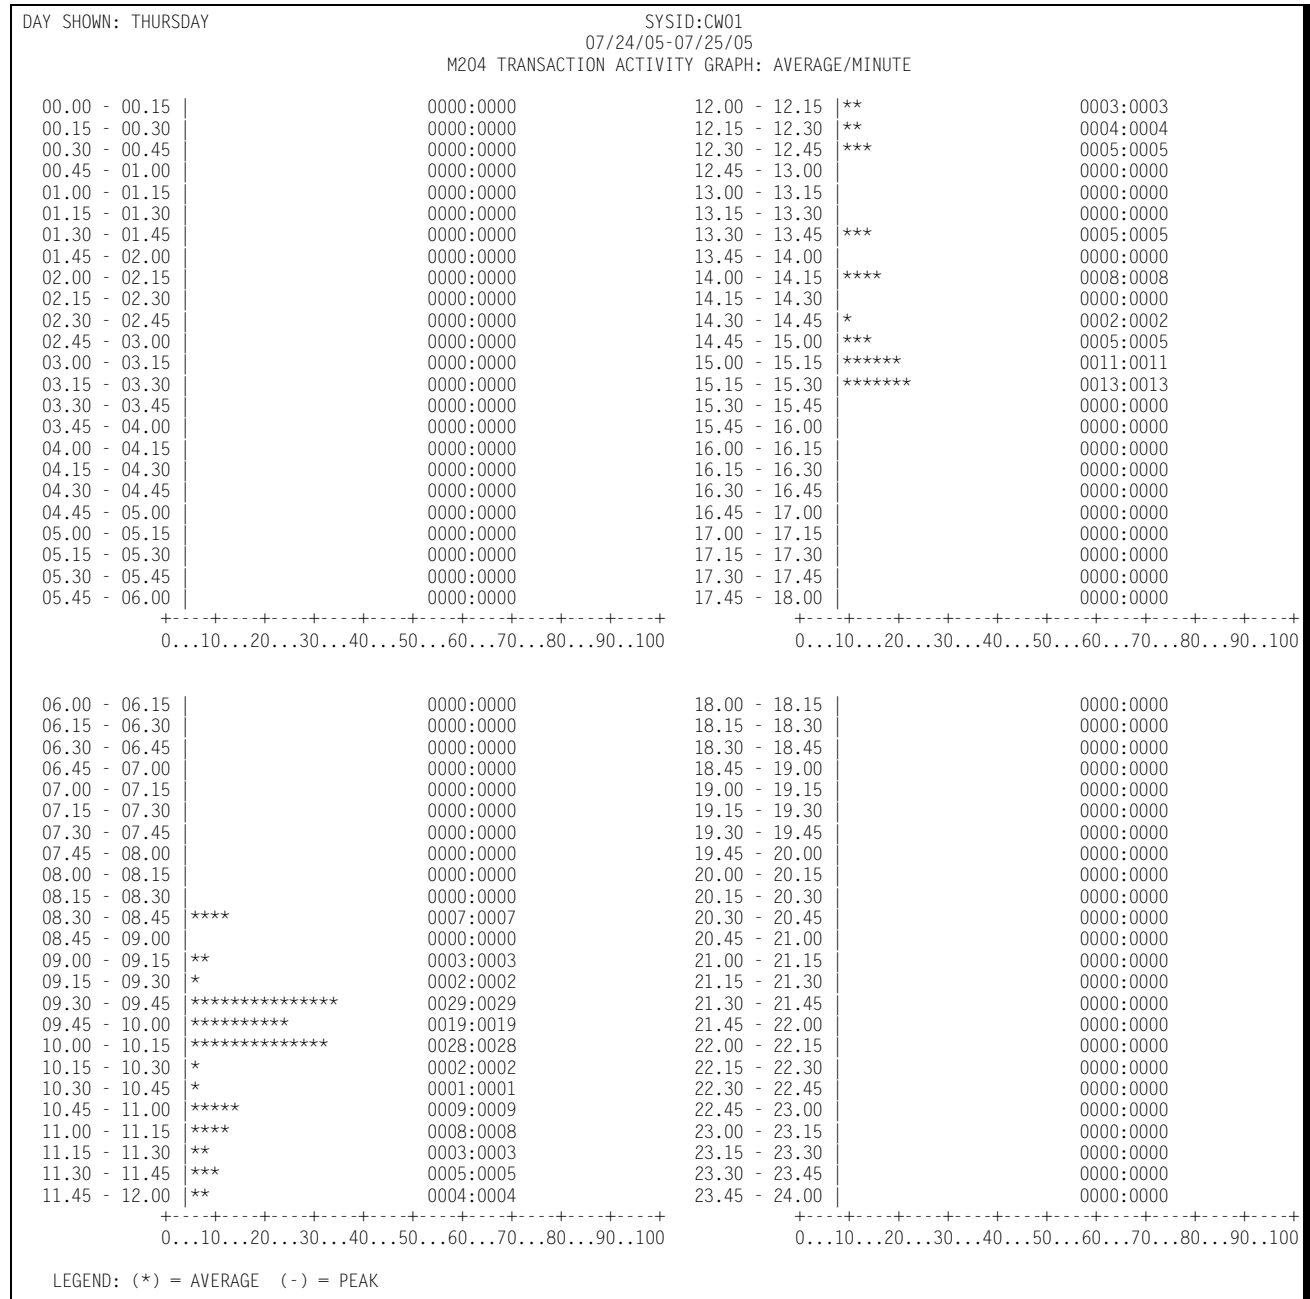 DAY SHOWN: THURSDAY SYSID:CW01
07/24/05-07/25/05
M204 TRANSACTION ACTIVITY GRAPH: AVERAGE/MINUTE
00.00 - 00.15 | 0000:0000 12.00 - 12.15 |** 0003:0003
00.15 - 00.30 | 0000:0000 12.15 - 12.30 |** 0004:0004
00.30 - 00.45 | 0000:0000 12.30 - 12.45 |*** 0005:0005
00.45 - 01.00 | 0000:0000 12.45 - 13.00 | 0000:0000
01.00 - 01.15 | 0000:0000 13.00 - 13.15 | 0000:0000
01.15 - 01.30 | 0000:0000 13.15 - 13.30 | 0000:0000
01.30 - 01.45 | 0000:0000 13.30 - 13.45 |*** 0005:0005
01.45 - 02.00 | 0000:0000 13.45 - 14.00 | 0000:0000
02.00 - 02.15 | 0000:0000 14.00 - 14.15 |**** 0008:0008
02.15 - 02.30 | 0000:0000 14.15 - 14.30 | 0000:0000
02.30 - 02.45 | 0000:0000 14.30 - 14.45 |* 0002:0002
02.45 - 03.00 | 0000:0000 14.45 - 15.00 |*** 0005:0005
03.00 - 03.15 | 0000:0000 15.00 - 15.15 |****** 0011:0011
03.15 - 03.30 | 0000:0000 15.15 - 15.30 |******* 0013:0013
03.30 - 03.45 | 0000:0000 15.30 - 15.45 | 0000:0000
03.45 - 04.00 | 0000:0000 15.45 - 16.00 | 0000:0000
04.00 - 04.15 | 0000:0000 16.00 - 16.15 | 0000:0000
04.15 - 04.30 | 0000:0000 16.15 - 16.30 | 0000:0000
04.30 - 04.45 | 0000:0000 16.30 - 16.45 | 0000:0000
04.45 - 05.00 | 0000:0000 16.45 - 17.00 | 0000:0000
05.00 - 05.15 | 0000:0000 17.00 - 17.15 | 0000:0000
05.15 - 05.30 | 0000:0000 17.15 - 17.30 | 0000:0000
05.30 - 05.45 | 0000:0000 17.30 - 17.45 | 0000:0000
05.45 - 06.00 | 0000:0000 17.45 - 18.00 | 0000:0000
+----+----+----+----+----+----+----+----+----+----+ +----+----+----+----+----+----+----+----+----+----+
0...10...20...30...40...50...60...70...80...90..100 0...10...20...30...40...50...60...70...80...90..100
06.00 - 06.15 | 0000:0000 18.00 - 18.15 | 0000:0000
06.15 - 06.30 | 0000:0000 18.15 - 18.30 | 0000:0000
06.30 - 06.45 | 0000:0000 18.30 - 18.45 | 0000:0000
06.45 - 07.00 | 0000:0000 18.45 - 19.00 | 0000:0000
07.00 - 07.15 | 0000:0000 19.00 - 19.15 | 0000:0000
07.15 - 07.30 | 0000:0000 19.15 - 19.30 | 0000:0000
07.30 - 07.45 | 0000:0000 19.30 - 19.45 | 0000:0000
07.45 - 08.00 | 0000:0000 19.45 - 20.00 | 0000:0000
08.00 - 08.15 | 0000:0000 20.00 - 20.15 | 0000:0000
08.15 - 08.30 | 0000:0000 20.15 - 20.30 | 0000:0000
08.30 - 08.45 |**** 0007:0007 20.30 - 20.45 | 0000:0000
08.45 - 09.00 | 0000:0000 20.45 - 21.00 | 0000:0000
09.00 - 09.15 |** 0003:0003 21.00 - 21.15 | 0000:0000
09.15 - 09.30 |* 0002:0002 21.15 - 21.30 | 0000:0000
09.30 - 09.45 |*************** 0029:0029 21.30 - 21.45 | 0000:0000
09.45 - 10.00 |********** 0019:0019 21.45 - 22.00 | 0000:0000
10.00 - 10.15 |************** 0028:0028 22.00 - 22.15 | 0000:0000
10.15 - 10.30 |* 0002:0002 22.15 - 22.30 | 0000:0000
10.30 - 10.45 |* 0001:0001 22.30 - 22.45 | 0000:0000
10.45 - 11.00 |***** 0009:0009 22.45 - 23.00 | 0000:0000
11.00 - 11.15 |**** 0008:0008 23.00 - 23.15 | 0000:0000
11.15 - 11.30 |** 0003:0003 23.15 - 23.30 | 0000:0000
11.30 - 11.45 |*** 0005:0005 23.30 - 23.45 | 0000:0000
11.45 - 12.00 |** 0004:0004 23.45 - 24.00 | 0000:0000
+----+----+----+----+----+----+----+----+----+----+ +----+----+----+----+----+----+----+----+----+----+
0...10...20...30...40...50...60...70...80...90..100 0...10...20...30...40...50...60...70...80...90..100
LEGEND: (*) = AVERAGE (-) = PEAK